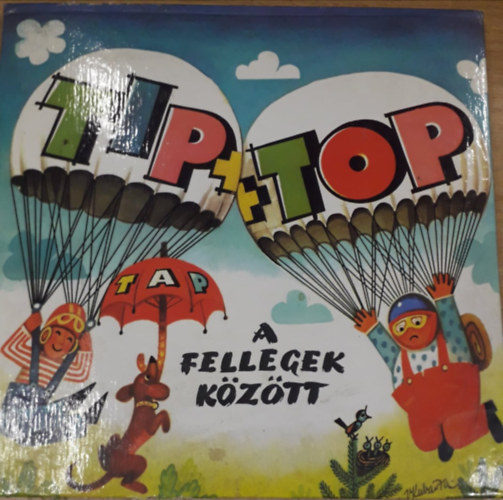 TIP + TOP
TAP
A
FELLEGEK
KÖZÖTT